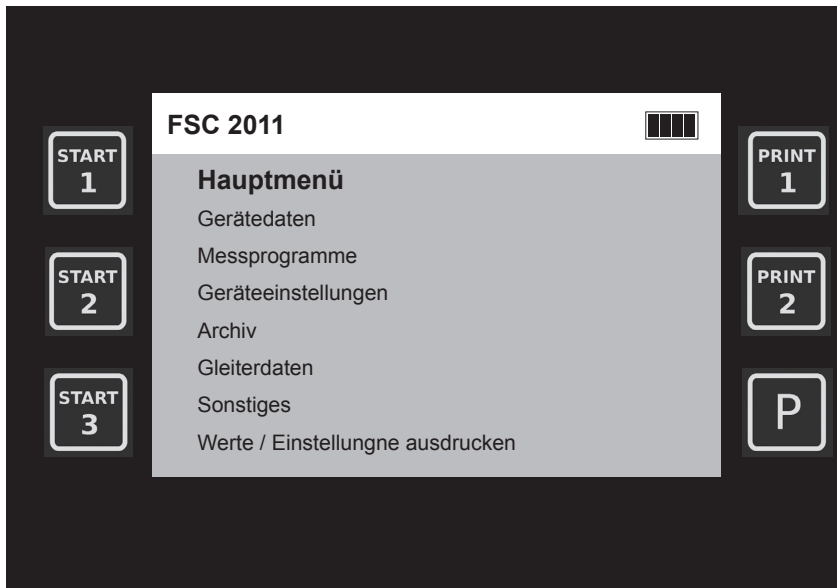 FSC 2011
START
1
START
2
START
3
Hauptmenü
Gerätedaten
Messprogramme
Geräteeinstellungen
Archiv
Gleiterdaten
Sonstiges
Werte / Einstellungne ausdrucken
PRINT
1
PRINT
2
P